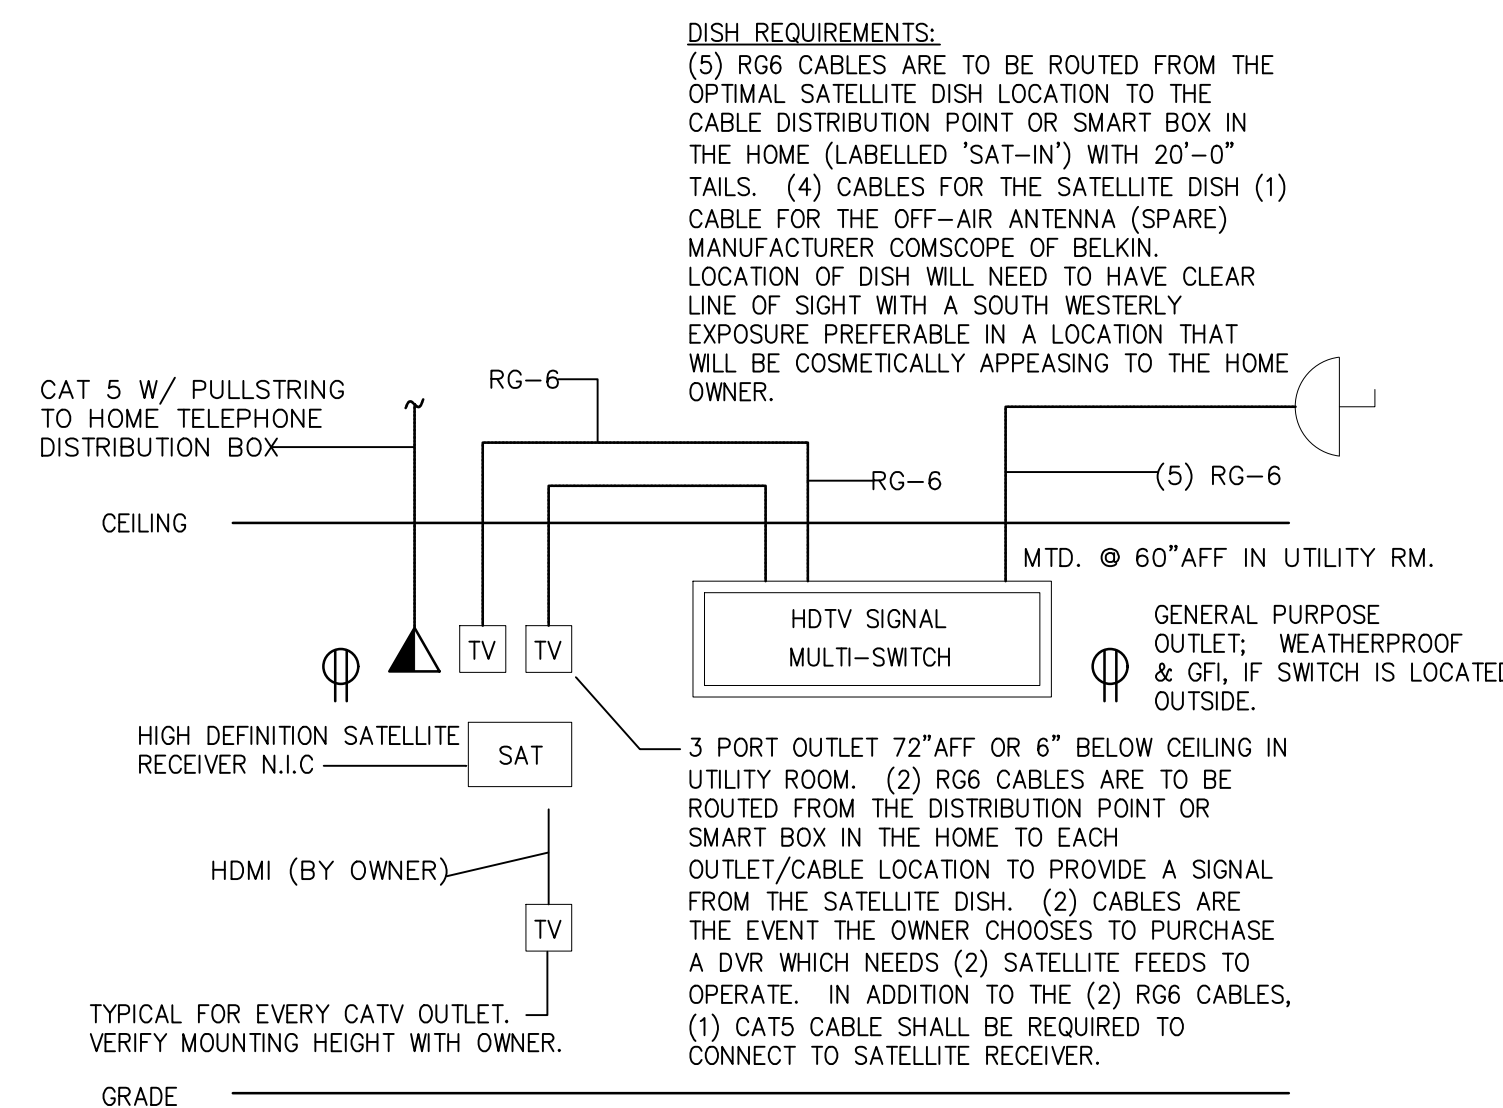 DISH REQUIREMENTS:
(5) RG6 CABLES ARE TO BE ROUTED FROM THE
OPTIMAL SATELLITE DISH LOCATION TO THE
CABLE DISTRIBUTION POINT OR SMART BOX IN
THE HOME (LABELLED 'SAT-IN') WITH 20'-0"
TAILS. (4) CABLES FOR THE SATELLITE DISH (1)
CABLE FOR THE OFF-AIR ANTENNA (SPARE)
MANUFACTURER COMSCOPE OF BELKIN.
LOCATION OF DISH WILL NEED TO HAVE CLEAR
LINE OF SIGHT WITH A SOUTH WESTERLY
EXPOSURE PREFERABLE IN A LOCATION THAT
WILL BE COSMETICALLY APPEASING TO THE HOME
OWNER.
CAT 5 W/ PULLSTRING
TO HOME TELEPHONE
DISTRIBUTION BOX
RG-6
RG-6
(5) RG-6
CEILING
MTD. @ 60"AFF IN UTILITY RM.
HDTV SIGNAL
MULTI-SWITCH
GENERAL PURPOSE
OUTLET; WEATHERPROOF
& GFI, IF SWITCH IS LOCATED
OUTSIDE.
TV
TV
HIGH DEFINITION SATELLITE
RECEIVER N.I.C
SAT
3 PORT OUTLET 72"AFF OR 6" BELOW CEILING IN
UTILITY ROOM. (2) RG6 CABLES ARE TO BE
ROUTED FROM THE DISTRIBUTION POINT OR
SMART BOX IN THE HOME TO EACH
OUTLET/CABLE LOCATION TO PROVIDE A SIGNAL
FROM THE SATELLITE DISH. (2) CABLES ARE
THE EVENT THE OWNER CHOOSES TO PURCHASE
A DVR WHICH NEEDS (2) SATELLITE FEEDS TO
OPERATE. IN ADDITION TO THE (2) RG6 CABLES,
(1) CAT5 CABLE SHALL BE REQUIRED TO
CONNECT TO SATELLITE RECEIVER.
HDMI (BY OWNER)
TV
TYPICAL FOR EVERY CATV OUTLET.
VERIFY MOUNTING HEIGHT WITH OWNER.
GRADE